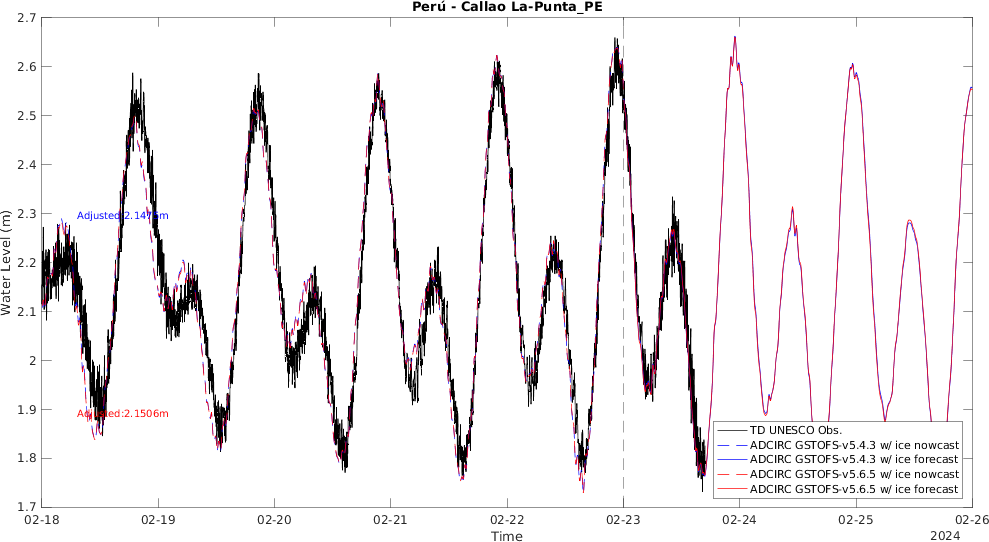 Perú - Callao La-Punta_PE
2.7
2.6
2.5
2.4
2.3
2.2
2.1
2
1.9
1.8
1.7
Water Level (m)
Adjusted:2.1475m
Adjusted:2.1506m
TD UNESCO Obs.
ADCIRC GSTOFS-v5.4.3 w/ ice nowcast
ADCIRC GSTOFS-v5.4.3 w/ ice forecast
ADCIRC GSTOFS-v5.6.5 w/ ice nowcast
ADCIRC GSTOFS-v5.6.5 w/ ice forecast
02-18 02-19 02-20 02-21 02-22 02-23 02-24 02-25 02-26
Time
2024